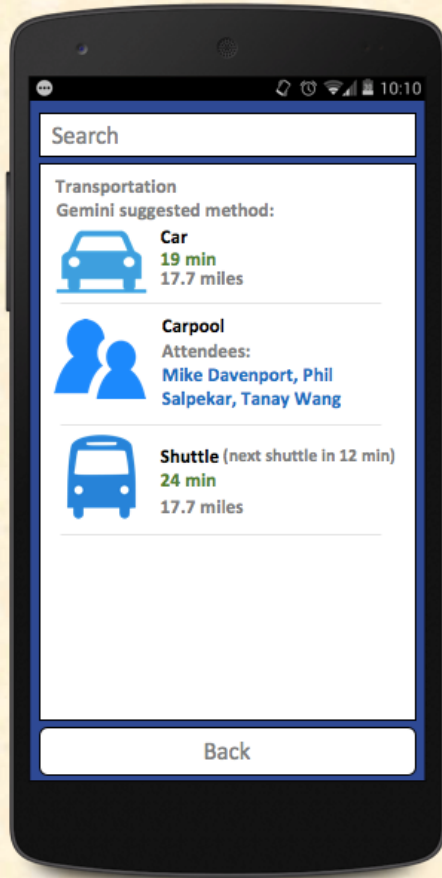 10:10
Search
Transportation
Gemini suggested method:
Car
19 min
17.7 miles
Carpool
Attendees:
Mike Davenport, Phil
Salpekar, Tanay Wang
Shuttle (next shuttle in 12 min)
24 min
17.7 miles
Back